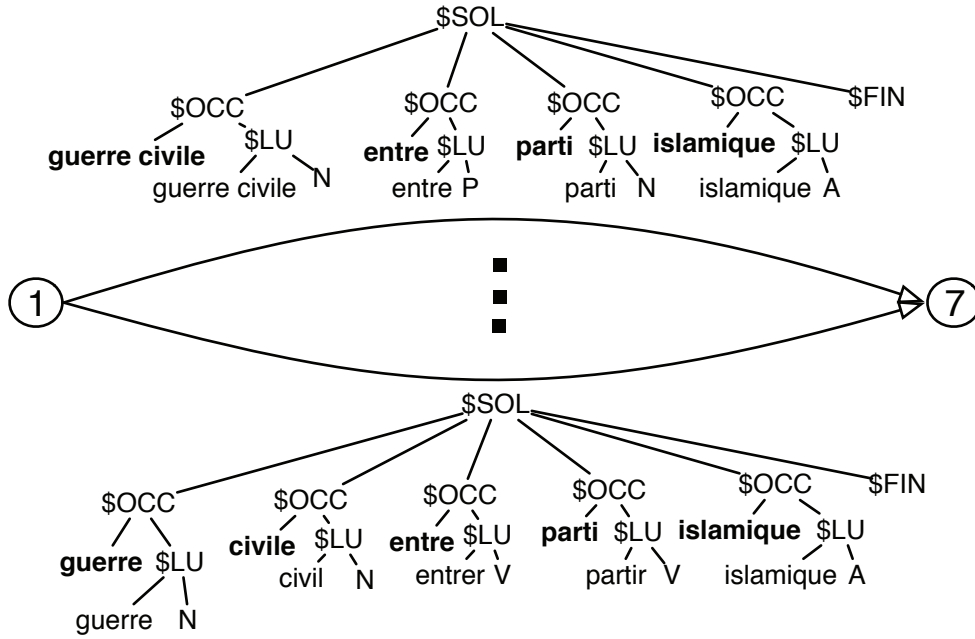 $SOL
$OCC $OCC $OCC $OCC $FIN
guerre civile $LU entre $LU parti $LU islamique $LU
guerre civile N entre P parti N islamique A
1 7
$SOL
$OCC $OCC $OCC $OCC $OCC $FIN
guerre $LU civile $LU entre $LU parti $LU islamique $LU
guerre N civil N entrer V partir V islamique A